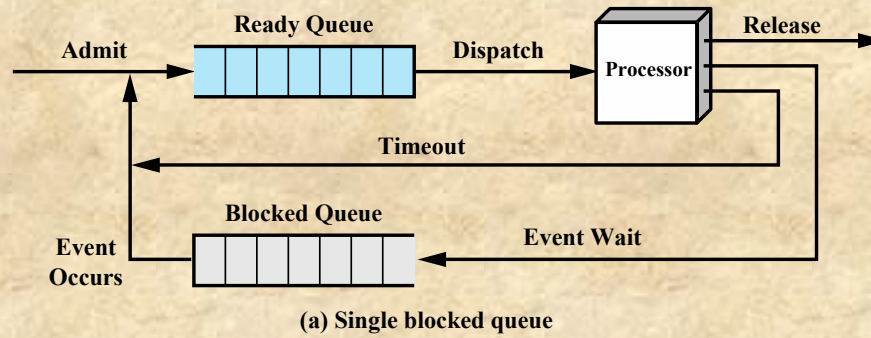 Ready Queue
Release
Admit
Dispatch
Processor
Timeout
Blocked Queue
Event Wait
Event
Occurs
(a) Single blocked queue